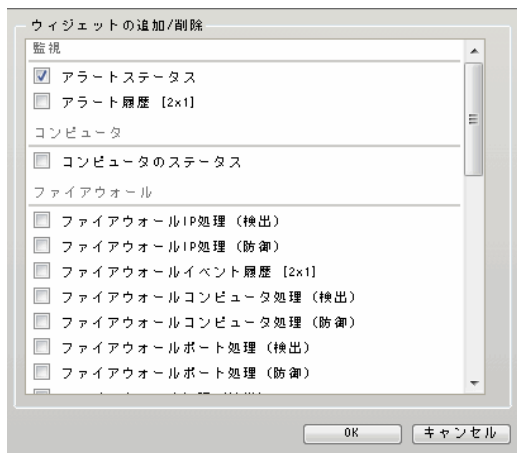 ウィジェットの追加/削除
監視
アラートステータス
アラート履歴 [2x1]
コンピュータ
コンピュータのステータス
ファイアウォール
ファイアウォールIP処理 (検出)
ファイアウォールIP処理 (防御)
ファイアウォールイベント履歴 [2x1]
ファイアウォールコンピュータ処理 (検出)
ファイアウォールコンピュータ処理 (防御)
ファイアウォールポート処理 (検出)
ファイアウォールポート処理 (防御)
OK
キャンセル